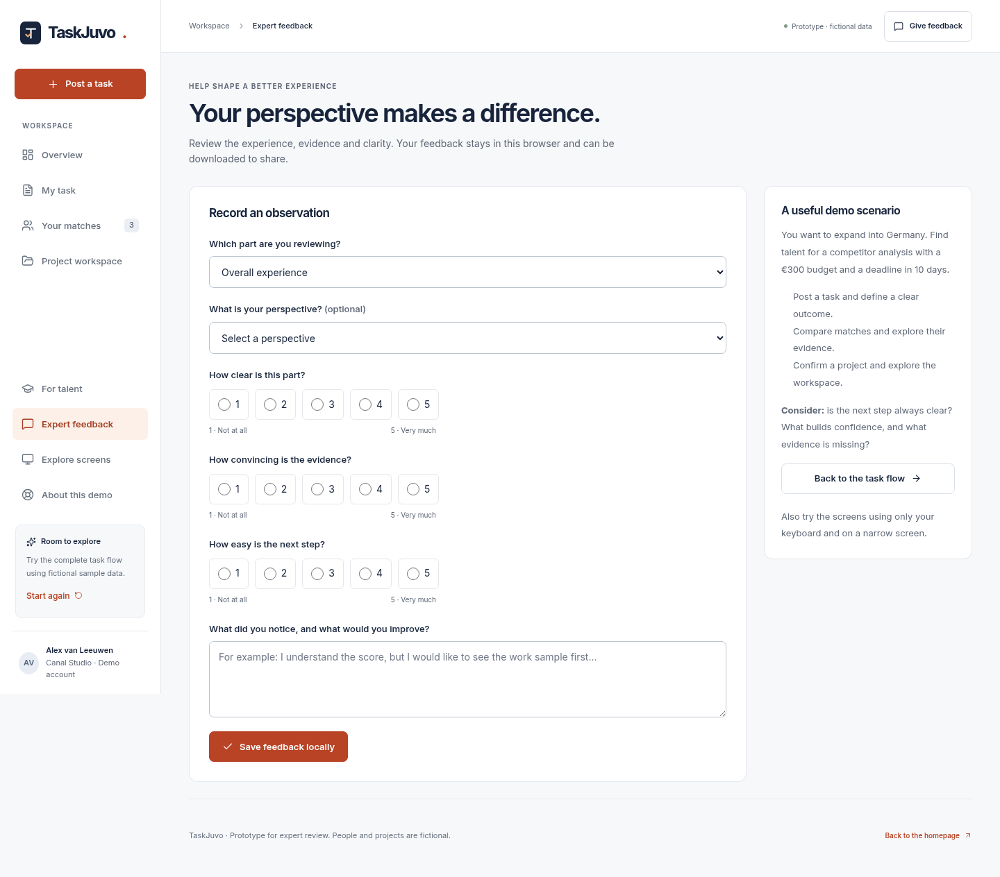 TaskJuvo .
Post a task
WORKSPACE
Overview
My task
Your matches 3
Project workspace
For talent
Expert feedback
Explore screens
About this demo
Room to explore
Try the complete task flow
using fictional sample data.
Start again
AV
Alex van Leeuwen
Canal Studio · Demo
account
Workspace Expert feedback
Prototype · fictional data
Give feedback
HELP SHAPE A BETTER EXPERIENCE
Your perspective makes a difference.
Review the experience, evidence and clarity. Your feedback stays in this browser and can be
downloaded to share.
Record an observation
Which part are you reviewing?
Overall experience
What is your perspective? (optional)
Select a perspective
How clear is this part?
1 2 3 4 5
1 · Not at all 5 · Very much
How convincing is the evidence?
1 2 3 4 5
1 · Not at all 5 · Very much
How easy is the next step?
1 2 3 4 5
1 · Not at all 5 · Very much
What did you notice, and what would you improve?
For example: I understand the score, but I would like to see the work sample first...
Save feedback locally
A useful demo scenario
You want to expand into Germany. Find
talent for a competitor analysis with a
€300 budget and a deadline in 10 days.
Post a task and define a clear
outcome.
Compare matches and explore their
evidence.
Confirm a project and explore the
workspace.
Consider: is the next step always clear?
What builds confidence, and what
evidence is missing?
Back to the task flow
Also try the screens using only your
keyboard and on a narrow screen.
TaskJuvo · Prototype for expert review. People and projects are fictional.
Back to the homepage